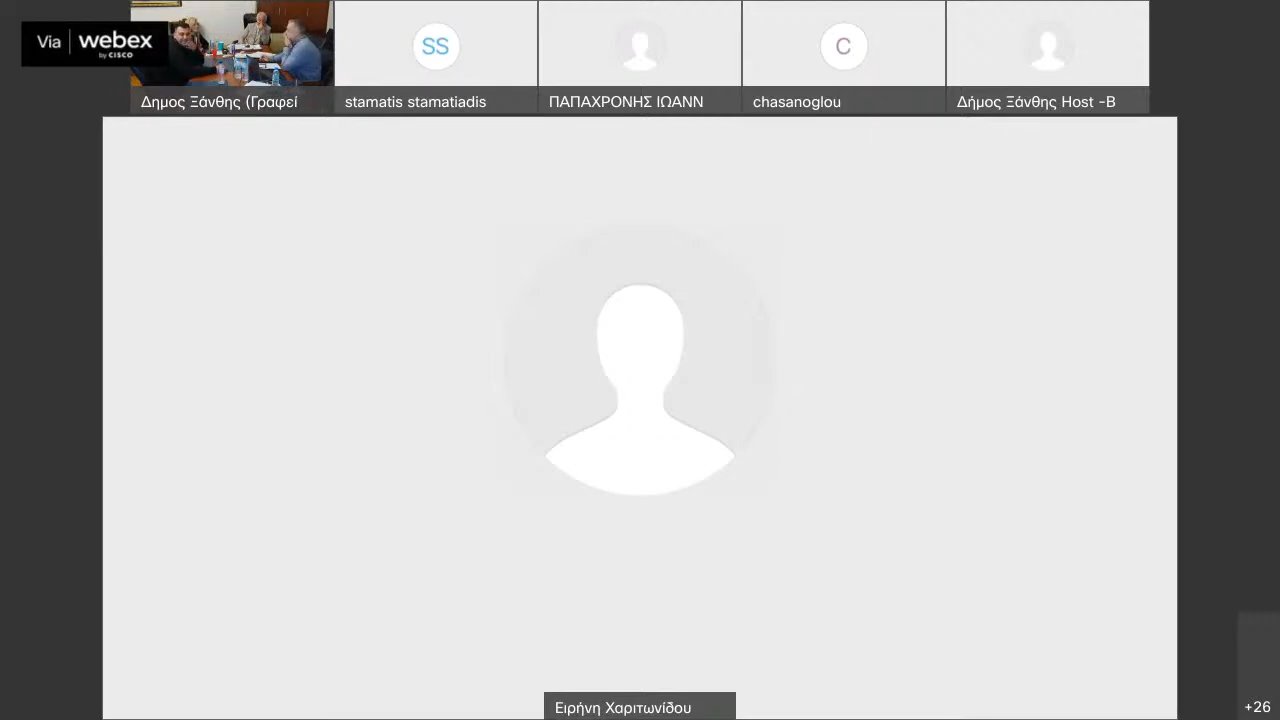 Via webex
by CISCO
SS
C
Δημος Ξάνθης (Γραφεί
stamatis stamatiadis
ΠΑΠΑΧΡΟΝΗΣ ΙΩΑΝΝ
chasanoglou
Δήμος Ξάνθης Host -B
Ειρήνη Χαριτωνίδου
+26